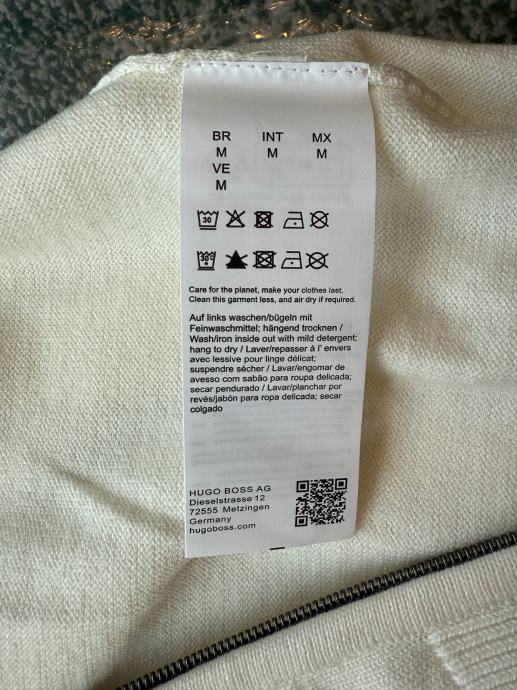 BR INT MX
M M M
VE
M
30
30°
Care for the planet, make your clothes last.
Clean this garment less, and air dry if required.
Auf links waschen/bügeln mit
Feinwaschmittel; hängend trocknen /
Wash/iron inside out with mild detergent;
hang to dry / Laver/repasser à l' envers
avec lessive pour linge délicat;
suspendre sécher / Lavar/engomar de
avesso com sabão para roupa delicada;
secar pendurado / Lavar/planchar por
revés/jabón para ropa delicada; secar
colgado
HUGO BOSS AG
Dieselstrasse 12
72555 Metzingen
Germany
hugoboss.com